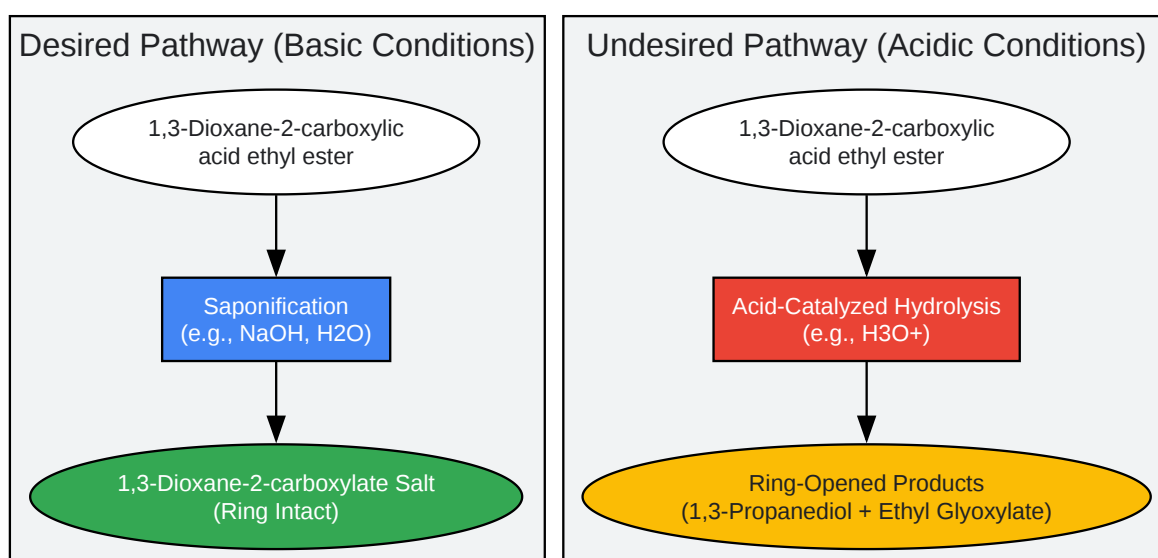 Desired Pathway (Basic Conditions)
1,3-Dioxane-2-carboxylic
acid ethyl ester
Saponification
(e.g., NaOH, H2O)
1,3-Dioxane-2-carboxylate Salt
(Ring Intact)
Undesired Pathway (Acidic Conditions)
1,3-Dioxane-2-carboxylic
acid ethyl ester
Acid-Catalyzed Hydrolysis
(e.g., H3O+)
Ring-Opened Products
(1,3-Propanediol + Ethyl Glyoxylate)